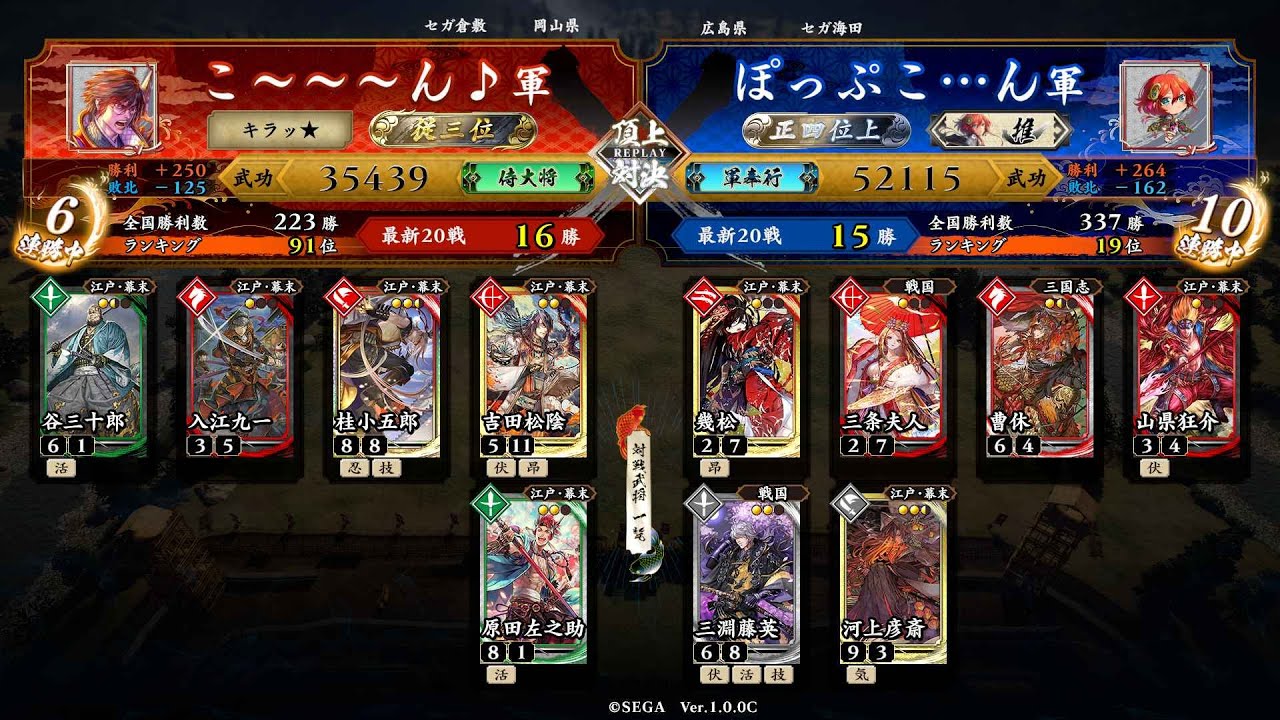 セガ倉敷 岡山県 広島県 セガ海田
こ～～～ん♪軍
ぽっぷこ…ん軍
キラッ★ 従三位
正四位上 推
頂上
REPLAY
対決
勝利 +250
敗北 -125
武功 35439 侍大将
軍奉行 52115 武功
勝利 +264
敗北 -162
6
連勝中
全国勝利数 223勝
ランキング 91位
最新20戦 16勝
最新20戦 15勝
全国勝利数 337勝
ランキング 19位
10
連勝中
江戸・幕末 江戸・幕末 江戸・幕末 江戸・幕末 江戸・幕末 戦国 三国志 江戸・幕末
谷三十郎 入江九一 桂小五郎 吉田松陰 幾松 三条夫人 曹休 山県狂介
6 1 3 5 8 8 5 11 2 7 2 7 6 4 3 4
活 忍 技 伏 昂 昂 伏
対戦武将一覧
江戸・幕末 戦国 江戸・幕末
原田左之助 三淵藤英 河上彦斎
8 1 6 8 9 3
活 伏 活 技 気
©SEGA Ver.1.0.0C